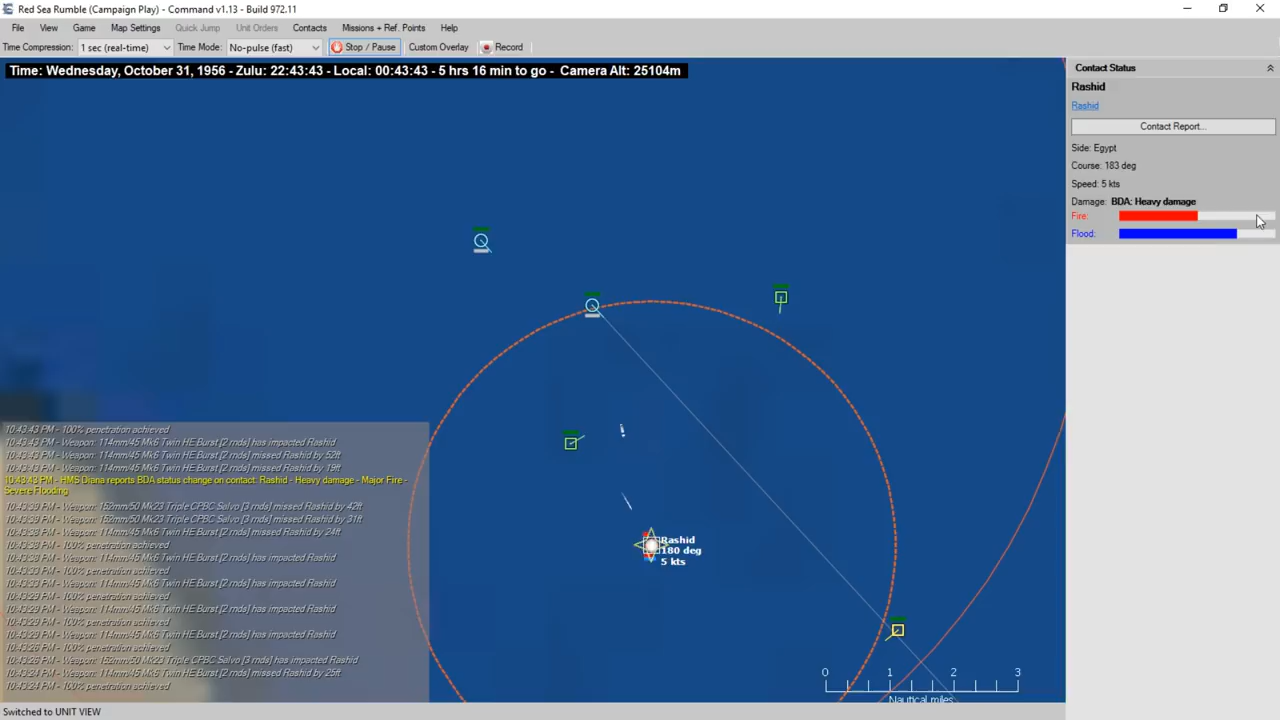 Red Sea Rumble (Campaign Play) - Command v1.13 - Build 972.11
File View Game Map Settings Quick Jump Unit Orders Contacts Missions + Ref. Points Help
Time Compression: 1 sec (real-time) Time Mode: No-pulse (fast) Stop / Pause Custom Overlay Record
Time: Wednesday, October 31, 1956 - Zulu: 22:43:43 - Local: 00:43:43 - 5 hrs 16 min to go - Camera Alt: 25104m
Contact Status
Rashid
Rashid
Contact Report...
Side: Egypt
Course: 183 deg
Speed: 5 kts
Damage: BDA: Heavy damage
Fire:
Flood:
Rashid
180 deg
5 kts
10:43:43 PM - 100% penetration achieved
10:43:43 PM - Weapon: 114mm/45 Mk6 Twin HE Burst [2 rnds] has impacted Rashid
10:43:43 PM - Weapon: 114mm/45 Mk6 Twin HE Burst [2 rnds] missed Rashid by 52ft
10:43:43 PM - Weapon: 114mm/45 Mk6 Twin HE Burst [2 rnds] missed Rashid by 19ft
10:43:43 PM - HMS Diana reports BDA status change on contact: Rashid - Heavy damage - Major Fire -
Severe Flooding
10:43:39 PM - Weapon: 152mm/50 Mk23 Triple CPBC Salvo [3 rnds] missed Rashid by 42ft
10:43:39 PM - Weapon: 152mm/50 Mk23 Triple CPBC Salvo [3 rnds] missed Rashid by 31ft
10:43:38 PM - Weapon: 114mm/45 Mk6 Twin HE Burst [2 rnds] missed Rashid by 24ft
10:43:38 PM - 100% penetration achieved
10:43:38 PM - Weapon: 114mm/45 Mk6 Twin HE Burst [2 rnds] has impacted Rashid
10:43:33 PM - 100% penetration achieved
10:43:33 PM - Weapon: 114mm/45 Mk6 Twin HE Burst [2 rnds] has impacted Rashid
10:43:29 PM - 100% penetration achieved
10:43:29 PM - Weapon: 114mm/45 Mk6 Twin HE Burst [2 rnds] has impacted Rashid
10:43:29 PM - 100% penetration achieved
10:43:29 PM - Weapon: 114mm/45 Mk6 Twin HE Burst [2 rnds] has impacted Rashid
10:43:26 PM - 100% penetration achieved
10:43:26 PM - Weapon: 152mm/50 Mk23 Triple CPBC Salvo [3 rnds] has impacted Rashid
10:43:24 PM - Weapon: 114mm/45 Mk6 Twin HE Burst [2 rnds] missed Rashid by 25ft
10:43:24 PM - 100% penetration achieved
0 1 2 3
Nautical miles
Switched to UNIT VIEW